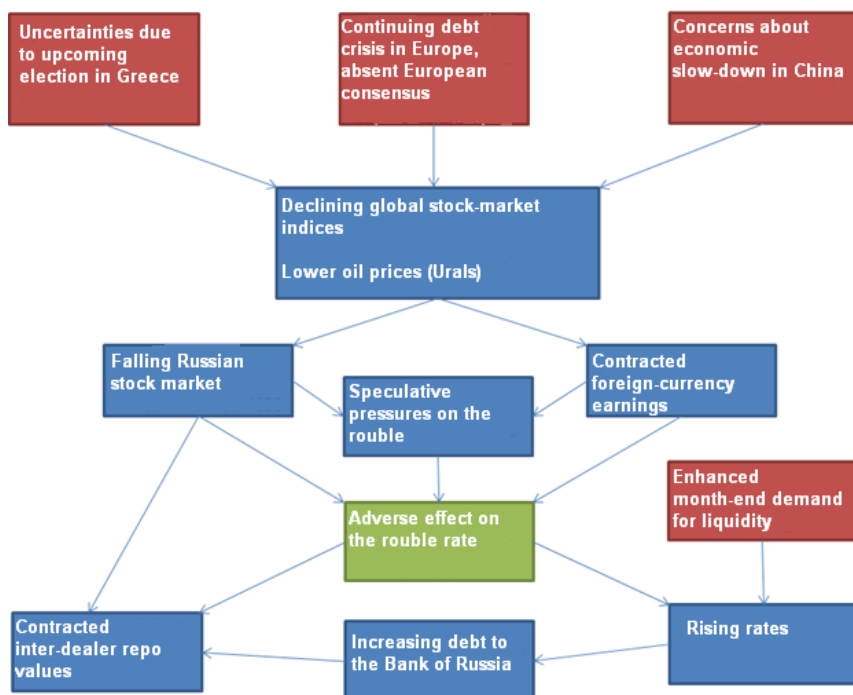 Uncertainties due
to upcoming
election in Greece
Continuing debt
crisis in Europe,
absent European
consensus
Concerns about
economic
slow-down in China
Declining global stock-market
indices
Lower oil prices (Urals)
Falling Russian
stock market
Speculative
pressures on the
rouble
Contracted
foreign-currency
earnings
Adverse effect on
the rouble rate
Enhanced
month-end demand
for liquidity
Contracted
inter-dealer repo
values
Increasing debt to
the Bank of Russia
Rising rates